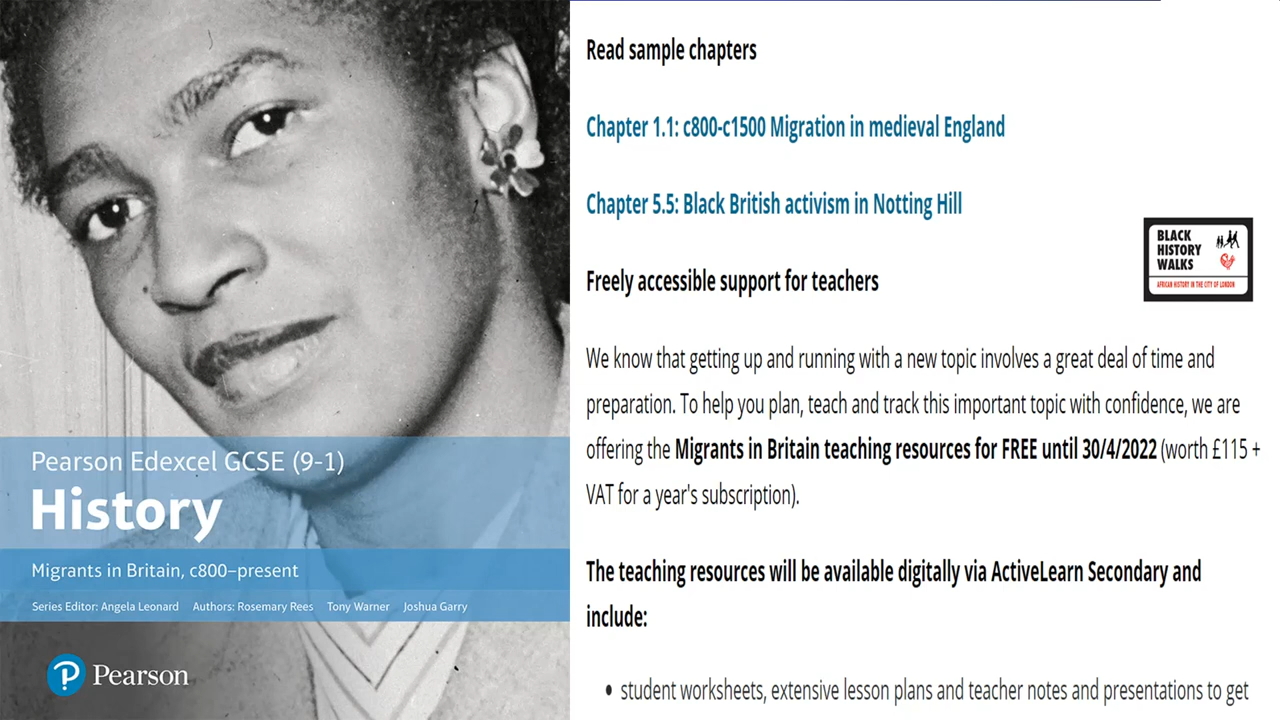 Pearson Edexcel GCSE (9-1)
History
Migrants in Britain, c800–present
Series Editor: Angela Leonard Authors: Rosemary Rees Tony Warner Joshua Garry
Pearson
Read sample chapters
Chapter 1.1: c800-c1500 Migration in medieval England
Chapter 5.5: Black British activism in Notting Hill
BLACK
HISTORY
WALKS
AFRICAN HISTORY IN THE CITY OF LONDON
Freely accessible support for teachers
We know that getting up and running with a new topic involves a great deal of time and
preparation. To help you plan, teach and track this important topic with confidence, we are
offering the Migrants in Britain teaching resources for FREE until 30/4/2022 (worth £115 +
VAT for a year's subscription).
The teaching resources will be available digitally via ActiveLearn Secondary and
include:
• student worksheets, extensive lesson plans and teacher notes and presentations to get